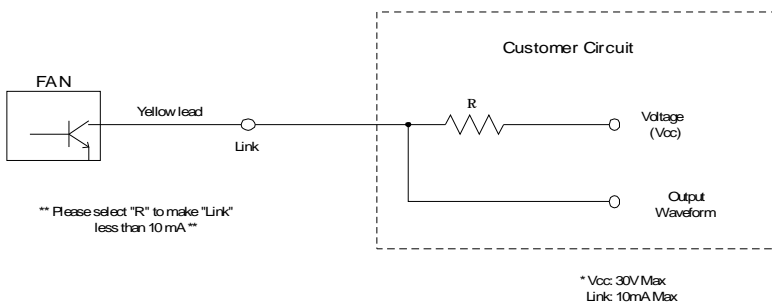 Customer Circuit
FAN
Yellow lead
Link
R
Voltage
(Vcc)
Output
Waveform
** Please select "R" to make "Link"
less than 10 mA **
* Vcc: 30V Max
Link: 10mA Max